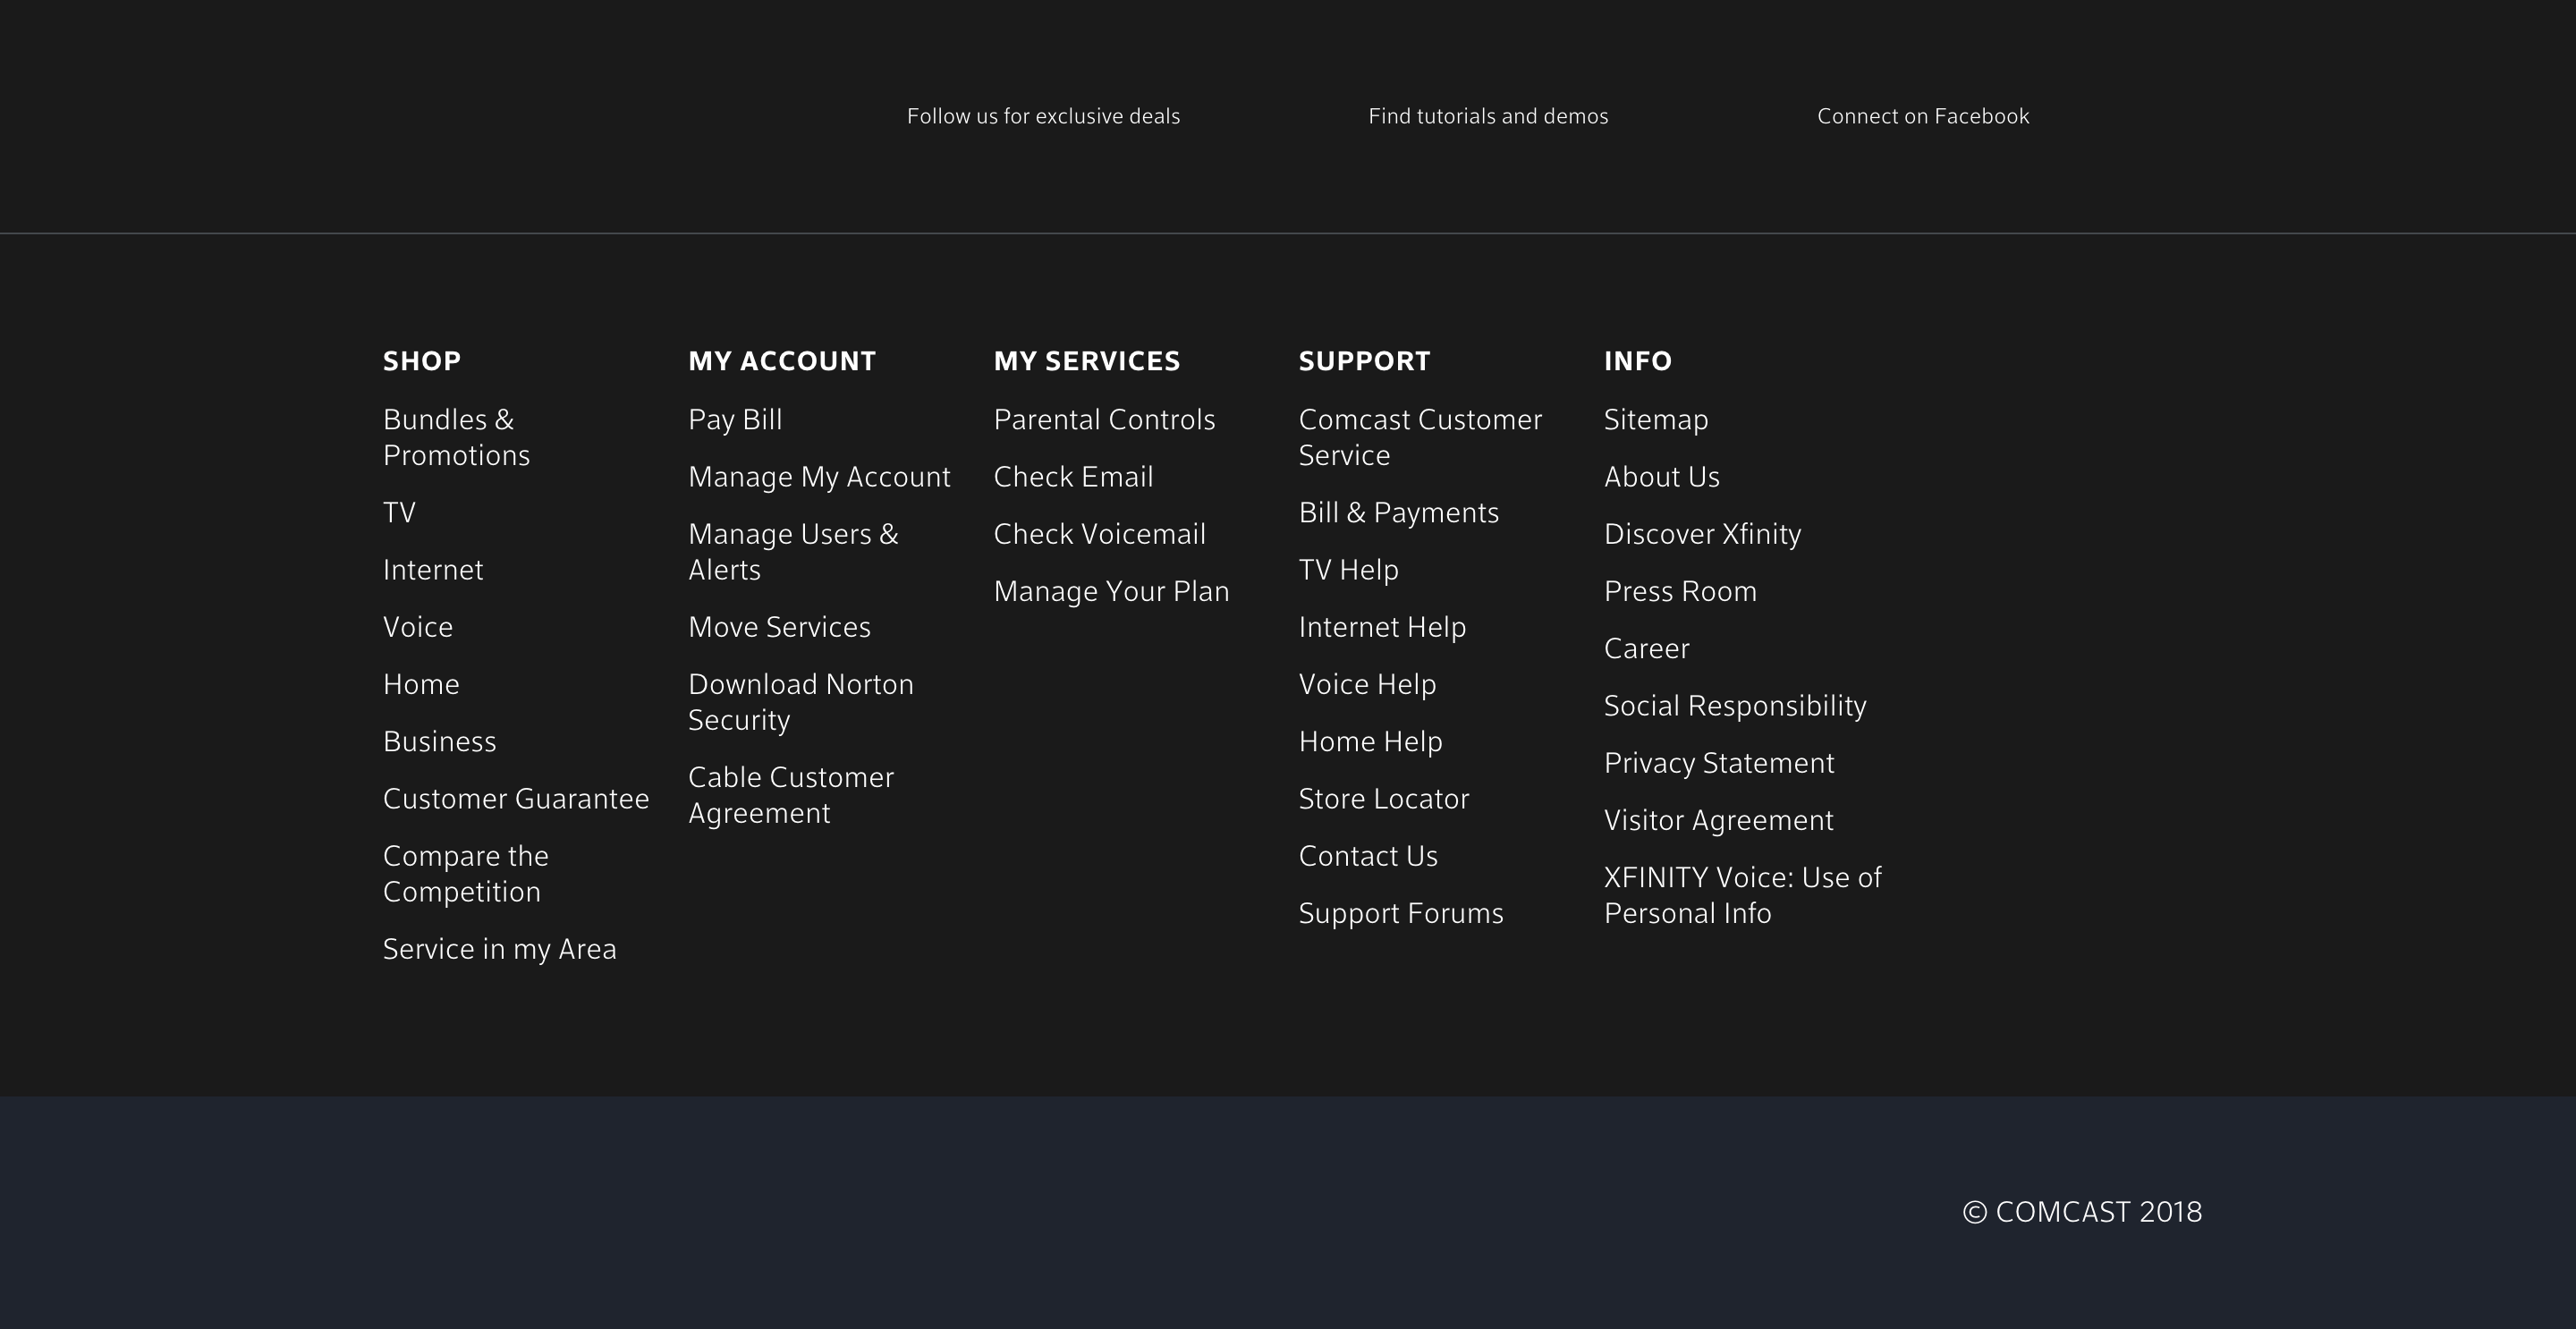 Follow us for exclusive deals
Find tutorials and demos
Connect on Facebook
SHOP
Bundles &
Promotions
TV
Internet
Voice
Home
Business
Customer Guarantee
Compare the
Competition
Service in my Area
MY ACCOUNT
Pay Bill
Manage My Account
Manage Users &
Alerts
Move Services
Download Norton
Security
Cable Customer
Agreement
MY SERVICES
Parental Controls
Check Email
Check Voicemail
Manage Your Plan
SUPPORT
Comcast Customer
Service
Bill & Payments
TV Help
Internet Help
Voice Help
Home Help
Store Locator
Contact Us
Support Forums
INFO
Sitemap
About Us
Discover Xfinity
Press Room
Career
Social Responsibility
Privacy Statement
Visitor Agreement
XFINITY Voice: Use of
Personal Info
© COMCAST 2018